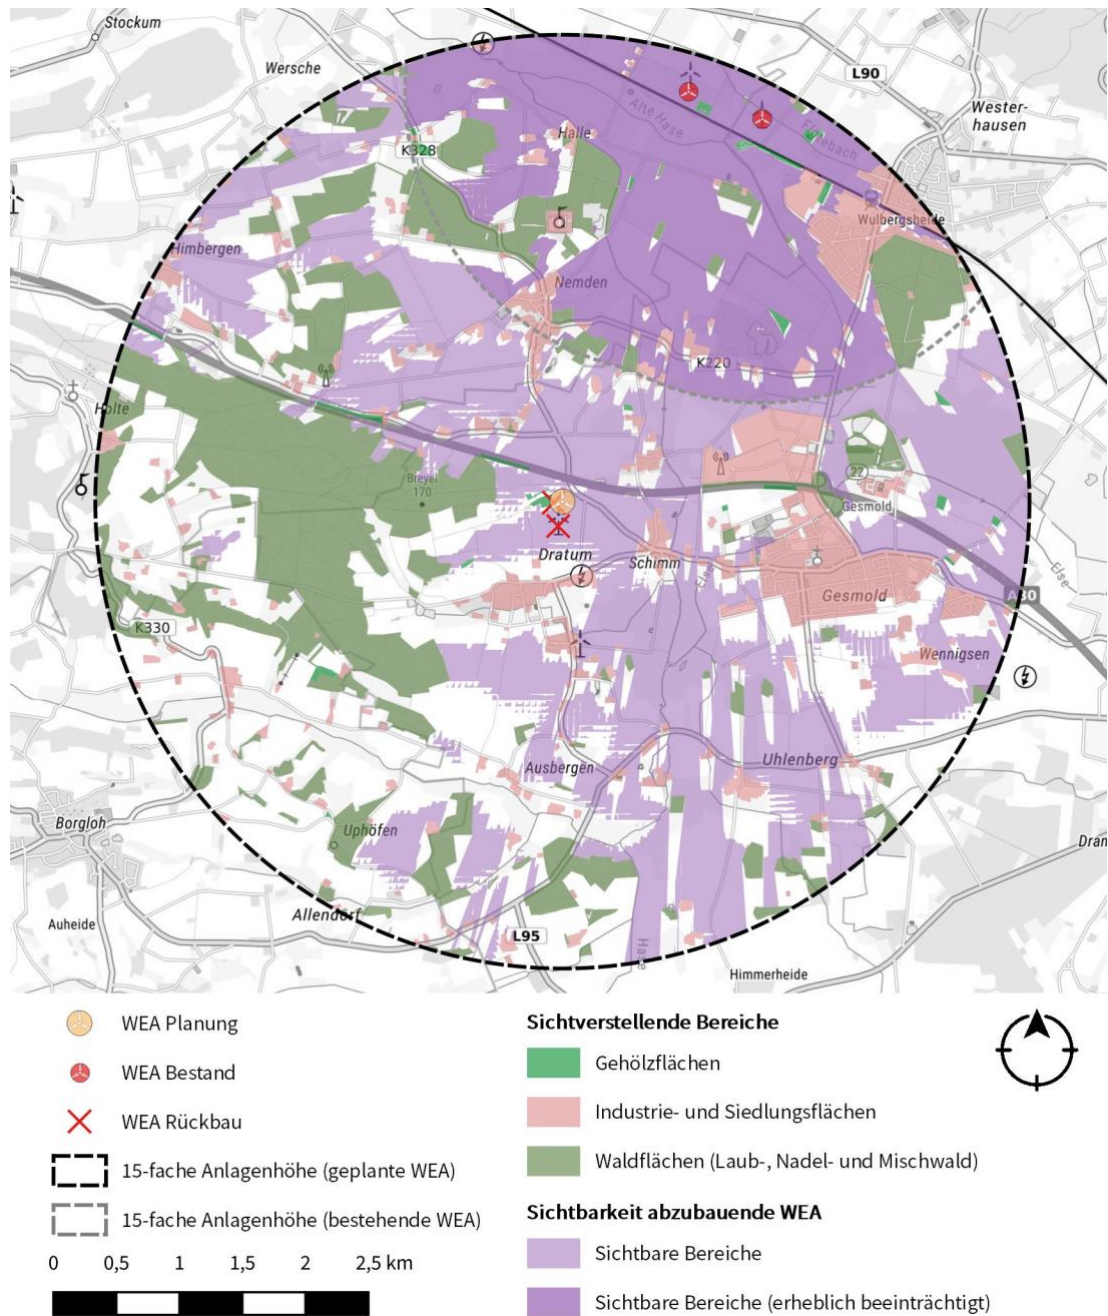 Stockum
Wersche
L90
Wester-
hausen
Alte Hase
Halle
K328
Wulbergsheide
Himbergen
Nemden
K220
Holte
Breyel
170
22
Gesmold
Dratum
Schimm
Else
Gesmold
A30
K330
Wennigsen
Ausbergen
Uhlenberg
Borgloh
Uphöfen
Allendorf
Auheide
L95
Hase
Himmerheide
WEA Planung
WEA Bestand
WEA Rückbau
15-fache Anlagenhöhe (geplante WEA)
15-fache Anlagenhöhe (bestehende WEA)
0 0,5 1 1,5 2 2,5 km
Sichtverstellende Bereiche
Gehölzflächen
Industrie- und Siedlungsflächen
Waldflächen (Laub-, Nadel- und Mischwald)
Sichtbarkeit abzubauende WEA
Sichtbare Bereiche
Sichtbare Bereiche (erheblich beeinträchtigt)